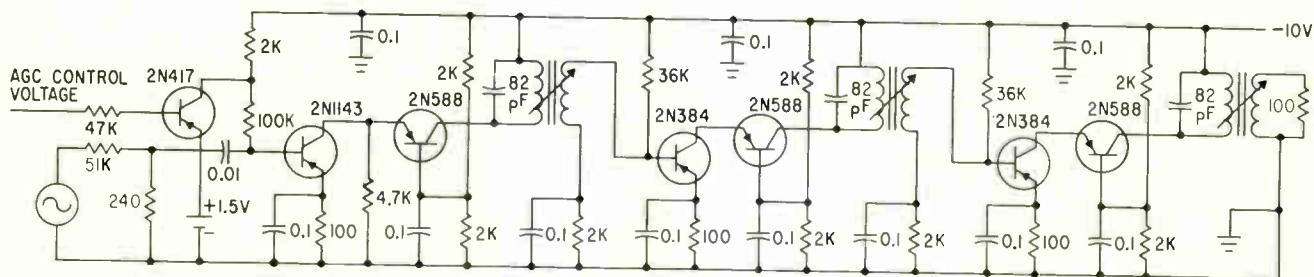 AGC CONTROL
VOLTAGE
47K
51K
240
2N417
2K
100K
0.01
+1.5V
2N1143
0.1
100
4.7K
0.1
2N588
0.1
2K
2K
82
pF
0.1
2K
36K
2N384
0.1
100
0.1
2N588
0.1
2K
2K
82
pF
0.1
2K
36K
2N384
0.1
100
0.1
2N588
0.1
2K
2K
82
pF
100
-10V